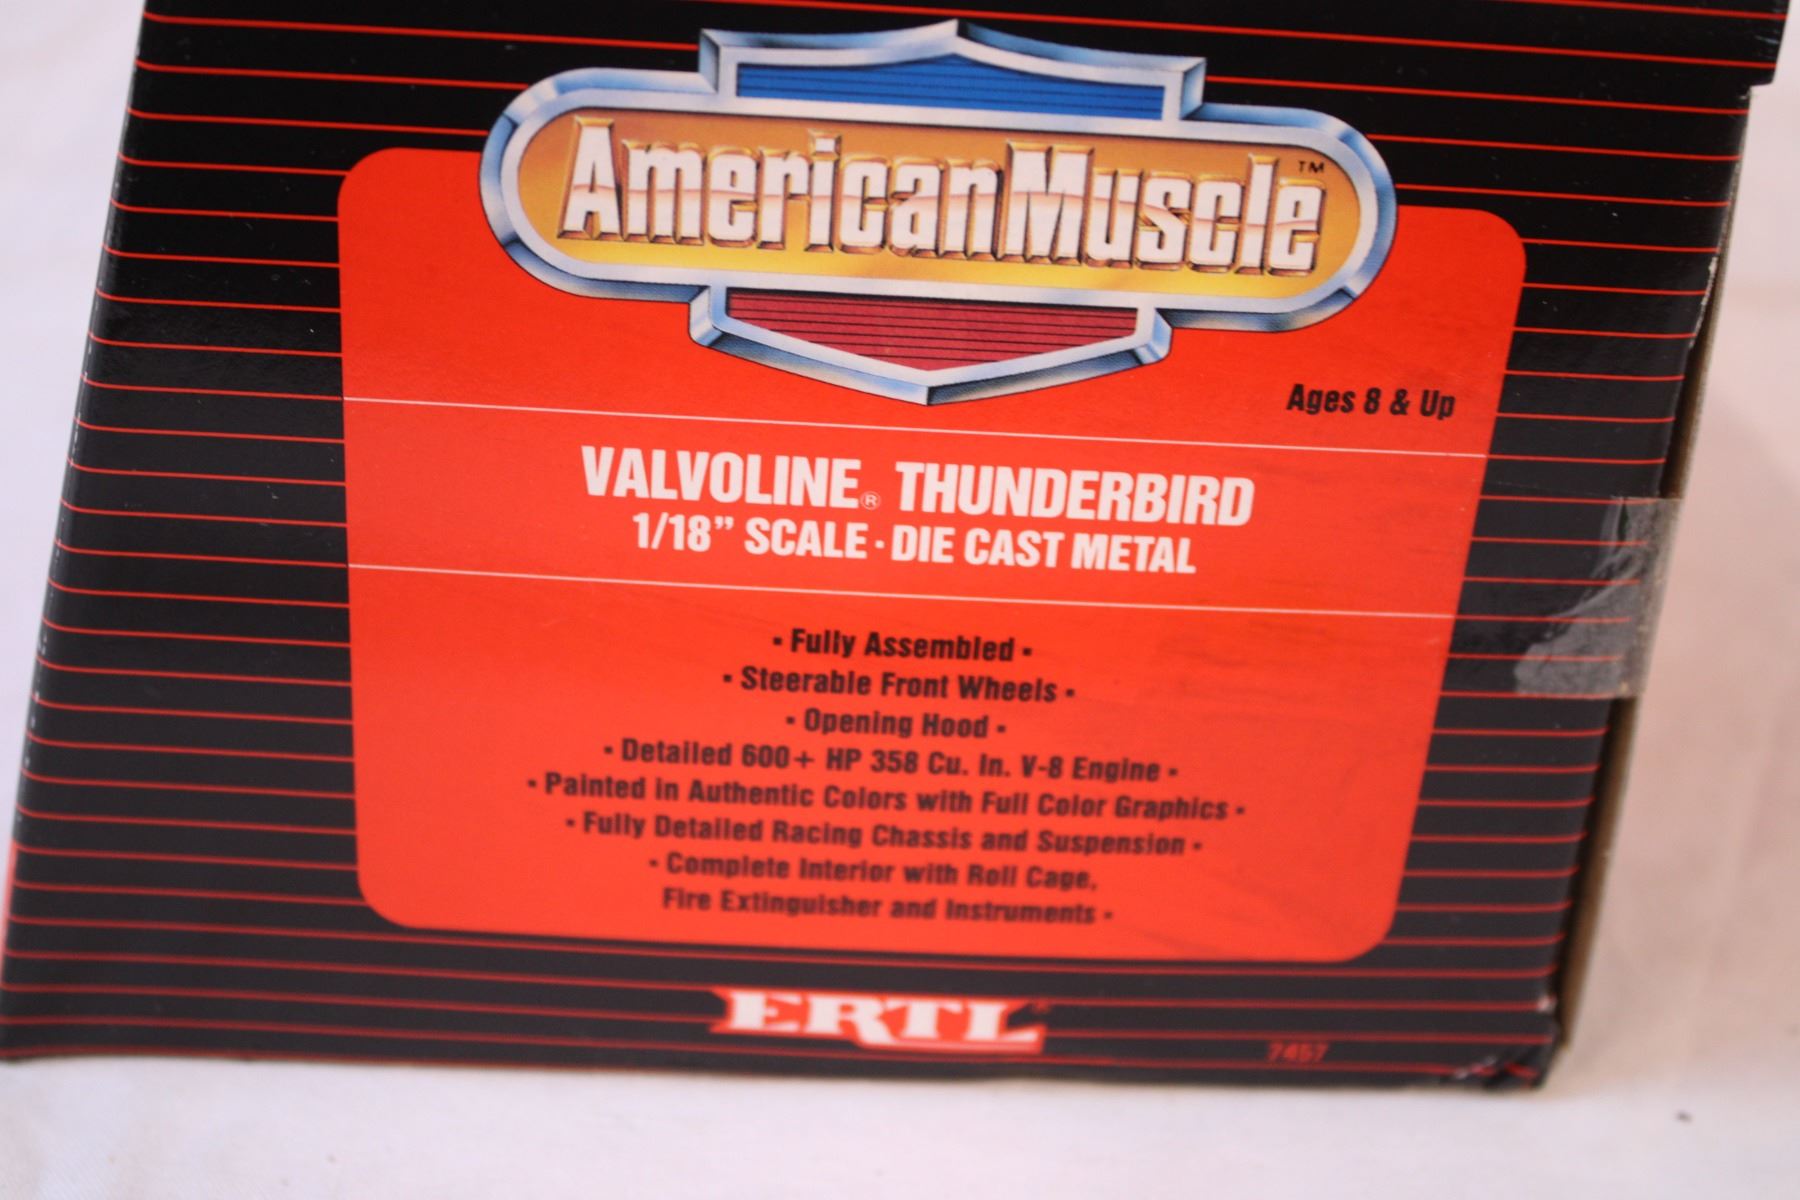 AmericanMuscle™
Ages 8 & Up
VALVOLINE® THUNDERBIRD
1/18” SCALE · DIE CAST METAL
▪ Fully Assembled ▪
▪ Steerable Front Wheels ▪
▪ Opening Hood ▪
▪ Detailed 600+ HP 358 Cu. In. V-8 Engine ▪
▪ Painted in Authentic Colors with Full Color Graphics ▪
▪ Fully Detailed Racing Chassis and Suspension ▪
▪ Complete Interior with Roll Cage,
Fire Extinguisher and Instruments ▪
ERTL
7457